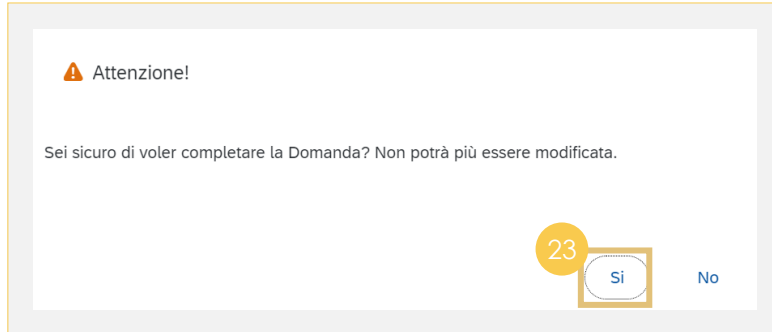 Attenzione!
Sei sicuro di voler completare la Domanda? Non potrà più essere modificata.
23
Si No